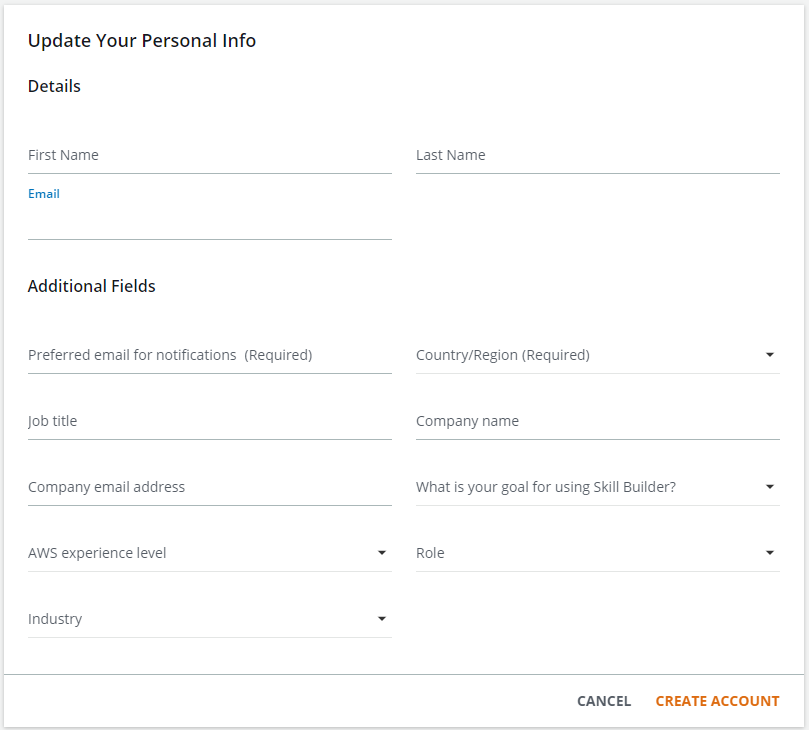 Update Your Personal Info
Details
First Name
Last Name
Email
Additional Fields
Preferred email for notifications  (Required)
Country/Region (Required)
Job title
Company name
Company email address
What is your goal for using Skill Builder?
AWS experience level
Role
Industry
CANCEL
CREATE ACCOUNT